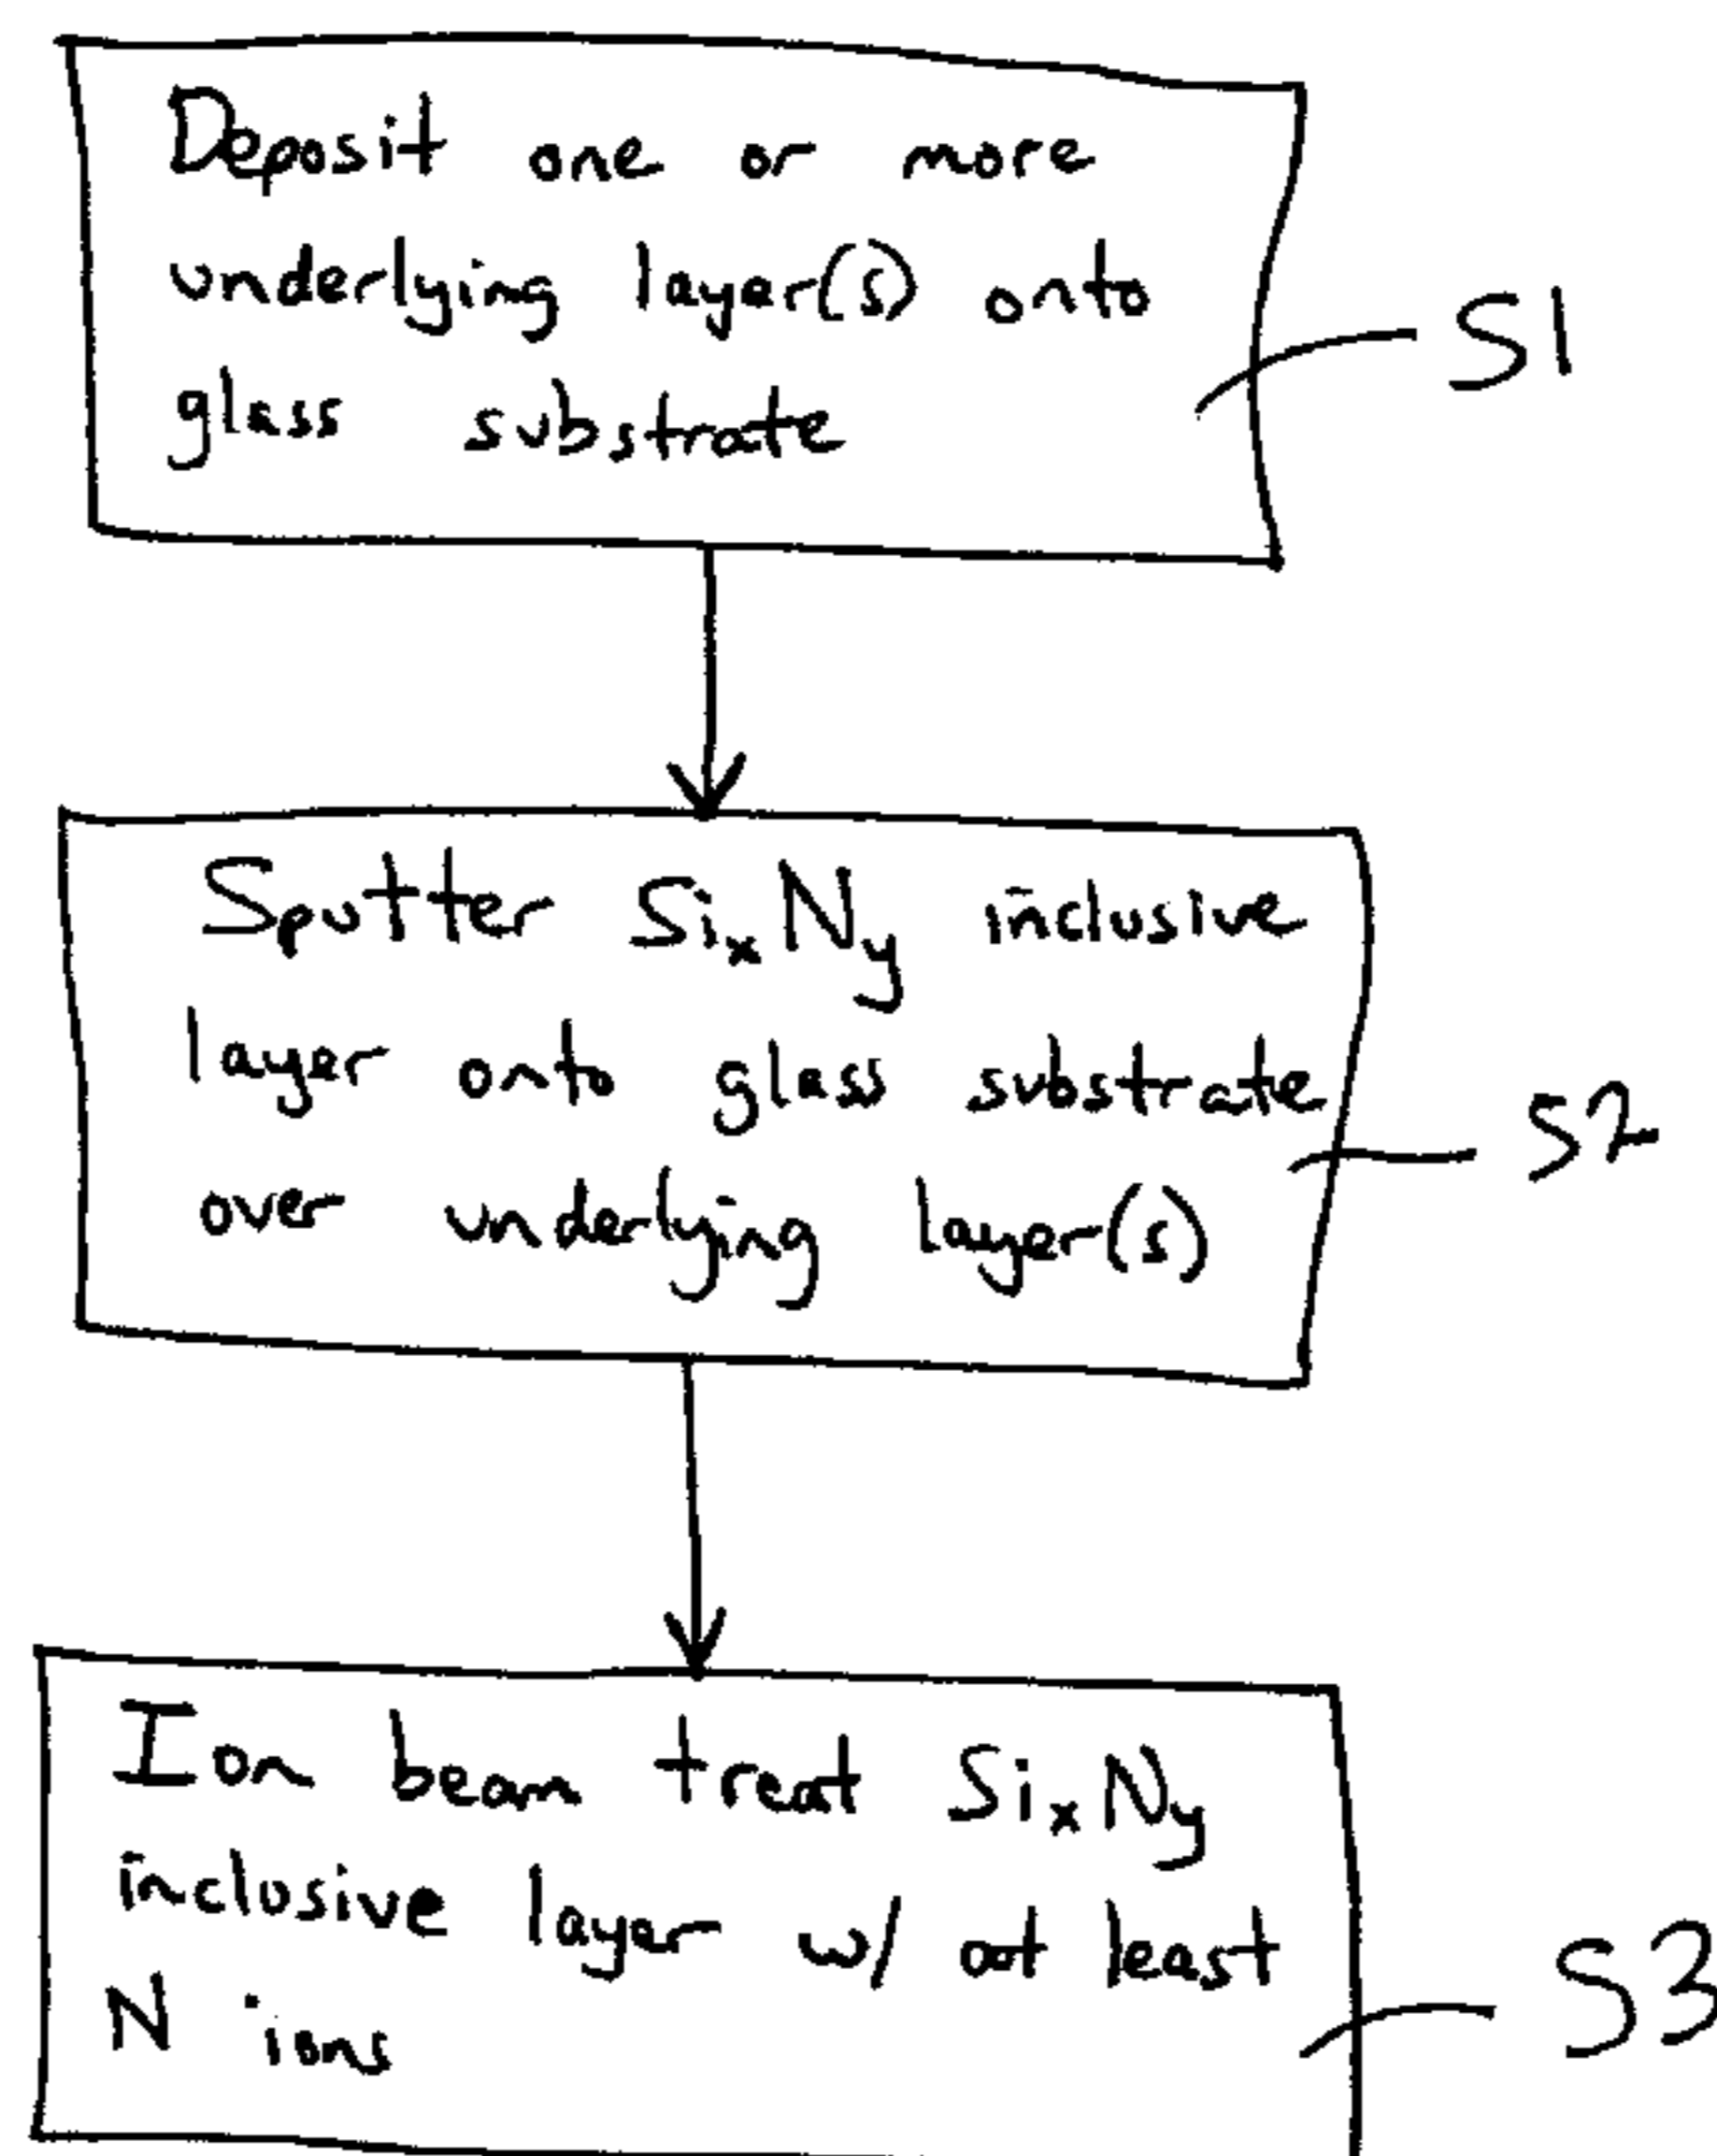 Deposit one or more
underlying layer(s) onto
glass substrate
S1
Sputter SixNy inclusive
layer onto glass substrate
over underlying layer(s)
S2
Ion beam treat SixNy
inclusive layer w/ at least
N ions
S3